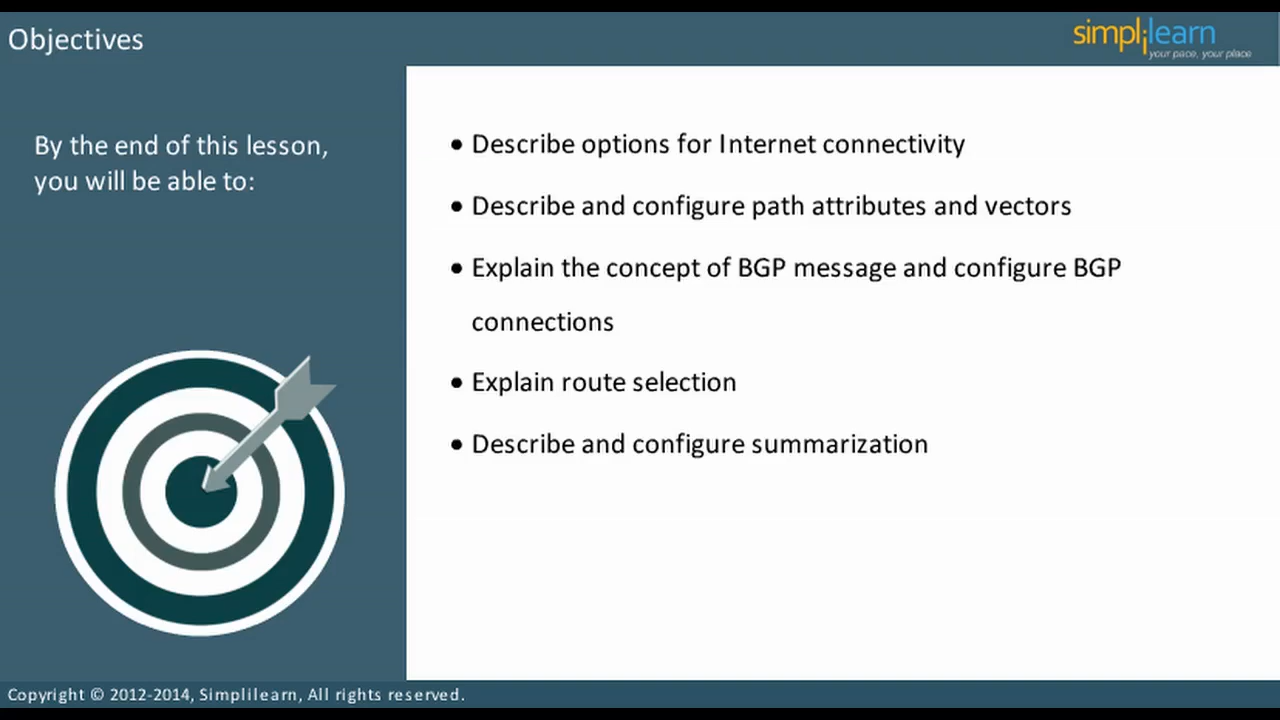 Objectives
simplilearn
your pace, your place
By the end of this lesson,
you will be able to:
• Describe options for Internet connectivity
• Describe and configure path attributes and vectors
• Explain the concept of BGP message and configure BGP
connections
• Explain route selection
• Describe and configure summarization
Copyright © 2012-2014, Simplilearn, All rights reserved.